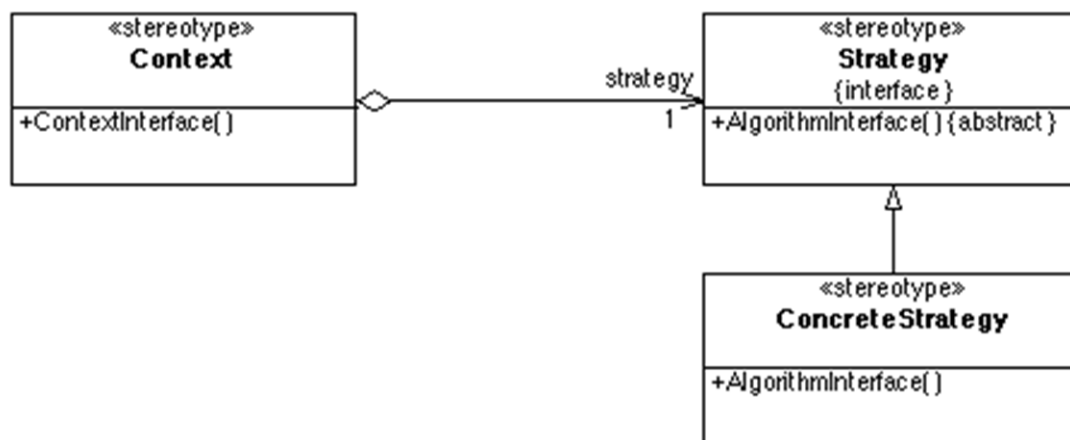 «stereotype»
Context
+ContextInterface()
strategy
1
«stereotype»
Strategy
{interface}
+AlgorithmInterface(){abstract}
«stereotype»
ConcreteStrategy
+AlgorithmInterface()